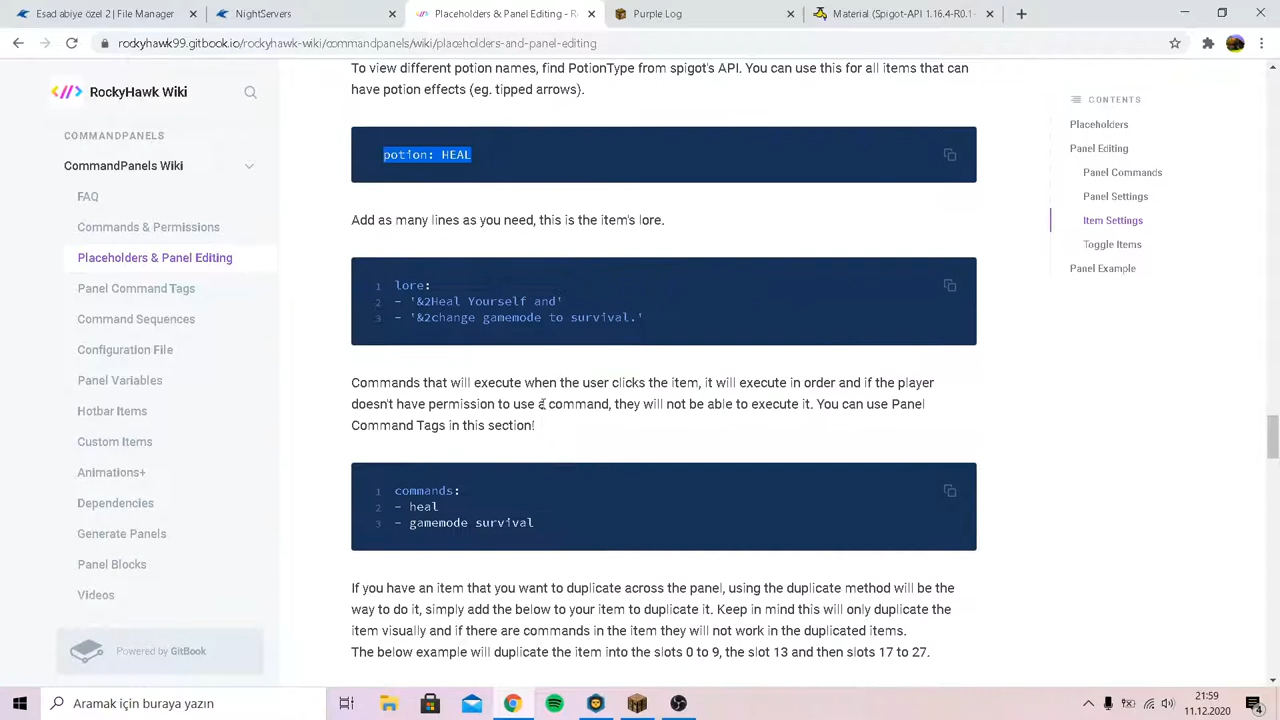 21.59 File Manager
NightServers
Placeholders & Panel Editing - R
Purple Log
Material (Spigot-API 1.16.4-R0.1-
rockyhawk99.gitbook.io/rockyhawk-wiki/commandpanels/wiki/placeholders-and-panel-editing
RockyHawk Wiki
COMMANDPANELS
CommandPanels Wiki
FAQ
Commands & Permissions
Placeholders & Panel Editing
Panel Command Tags
Command Sequences
Configuration File
Panel Variables
Hotbar Items
Custom Items
Animations+
Dependencies
Generate Panels
Panel Blocks
Videos
Powered by GitBook
To view different potion names, find PotionType from spigot's API. You can use this for all items that can
have potion effects (eg. tipped arrows).
potion: HEAL
Add as many lines as you need, this is the item's lore.
1 lore:
2 - '&2Heal Yourself and'
3 - '&2change gamemode to survival.'
Commands that will execute when the user clicks the item, it will execute in order and if the player
doesn't have permission to use a command, they will not be able to execute it. You can use Panel
Command Tags in this section!
1 commands:
2 - heal
3 - gamemode survival
If you have an item that you want to duplicate across the panel, using the duplicate method will be the
way to do it, simply add the below to your item to duplicate it. Keep in mind this will only duplicate the
item visually and if there are commands in the item they will not work in the duplicated items.
The below example will duplicate the item into the slots 0 to 9, the slot 13 and then slots 17 to 27.
CONTENTS
Placeholders
Panel Editing
Panel Commands
Panel Settings
Item Settings
Toggle Items
Panel Example
Aramak için buraya yazın
21:59
11.12.2020
4